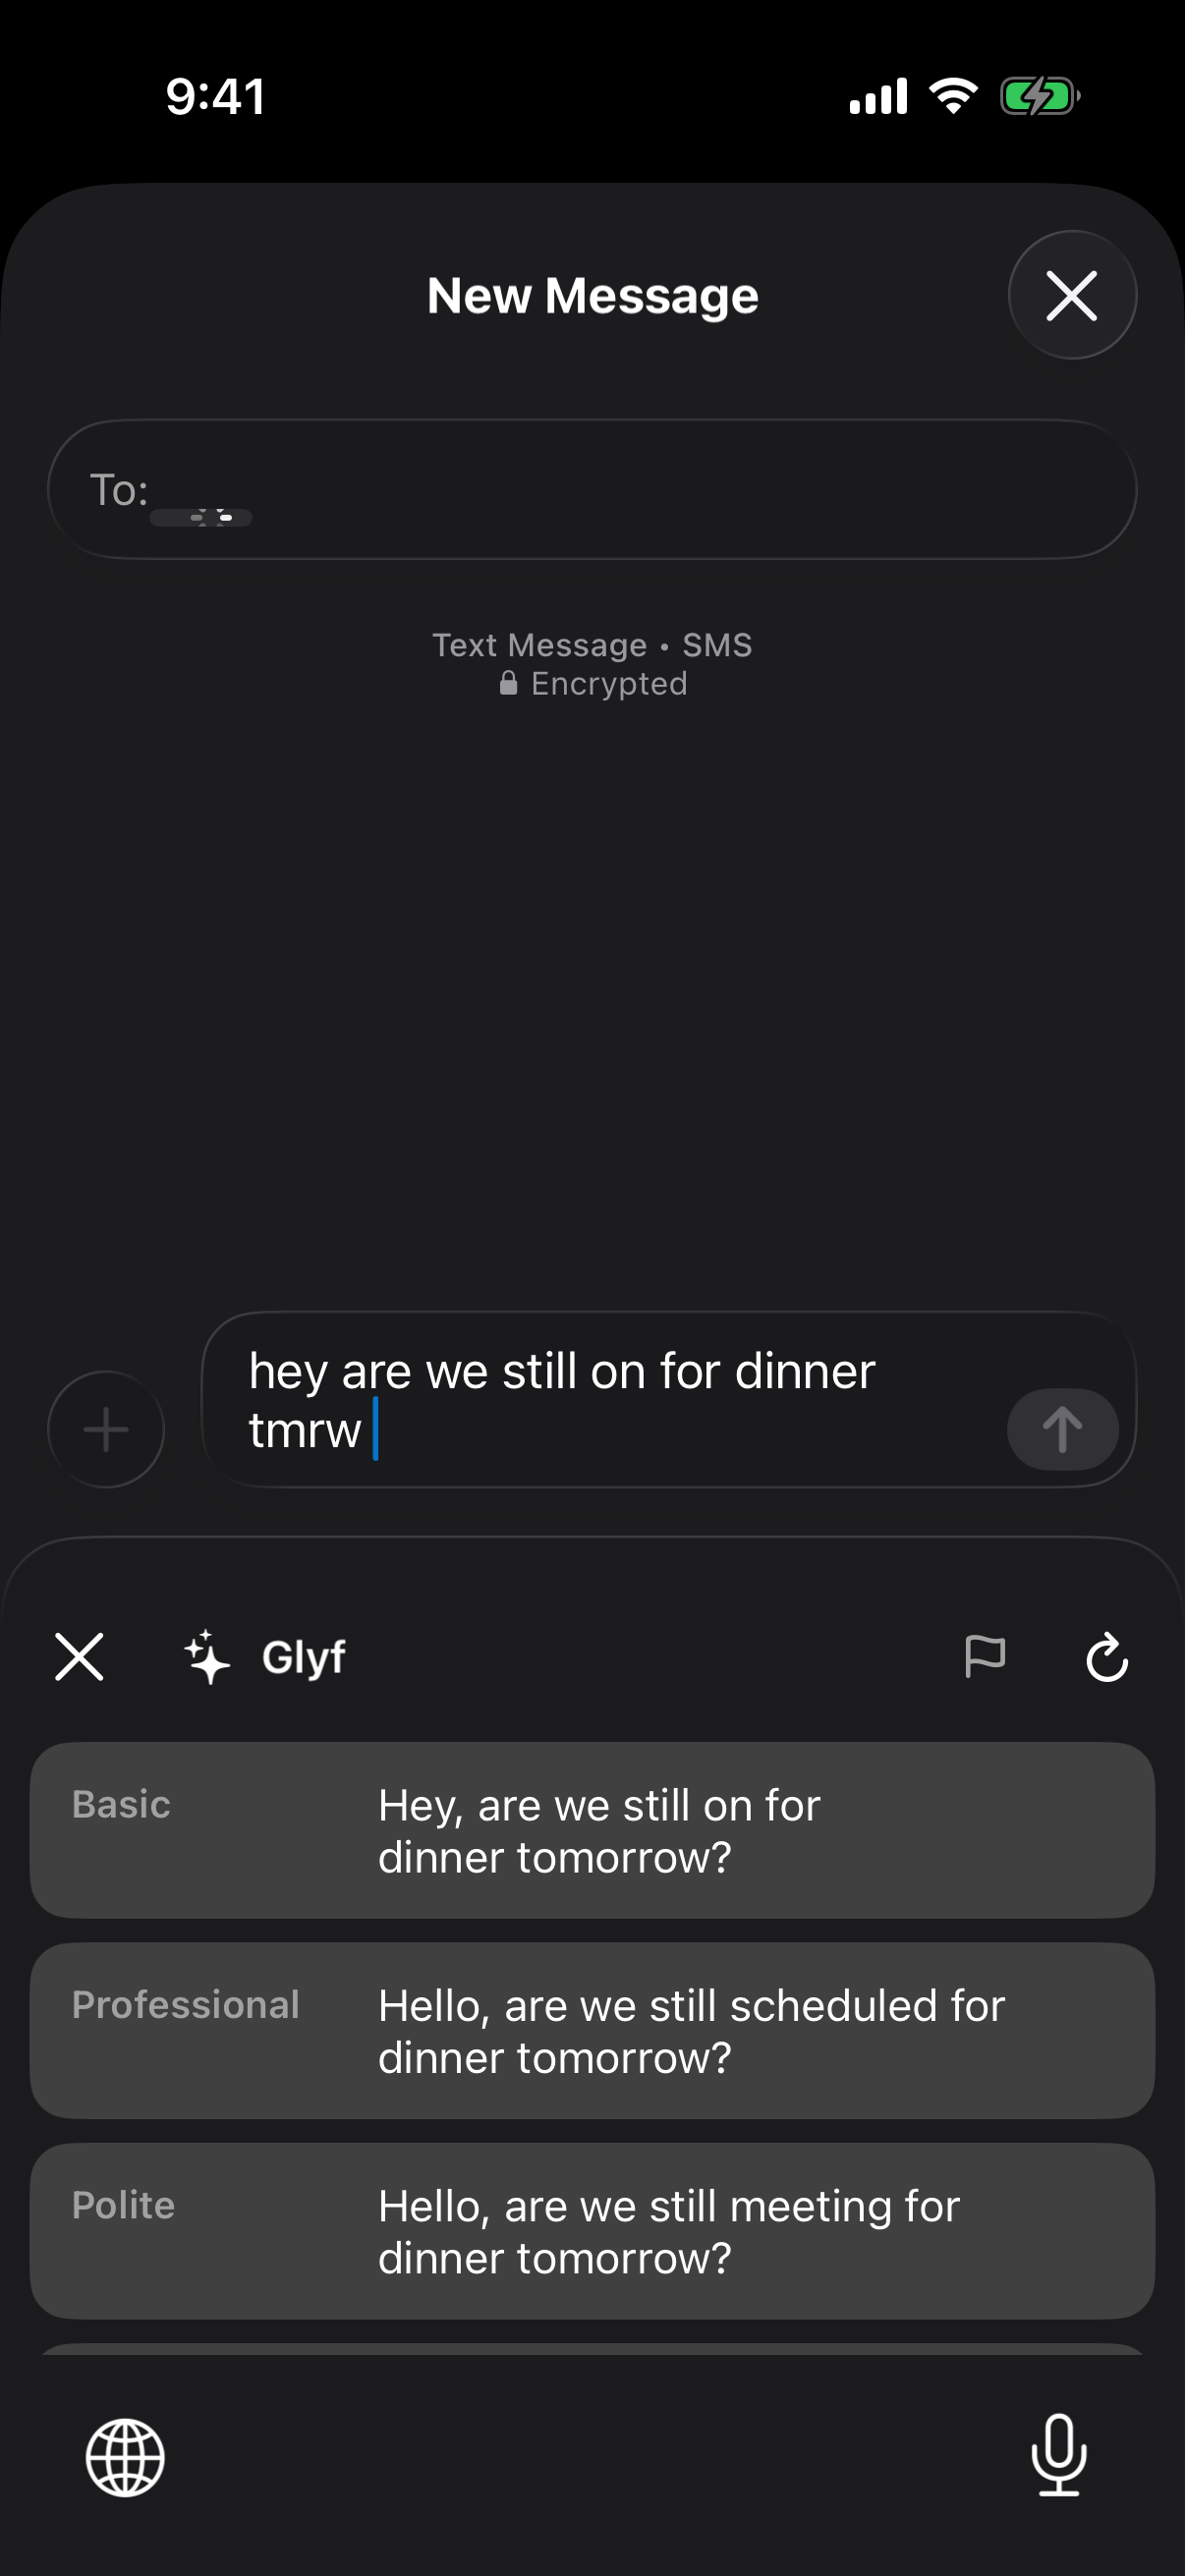 9:41
New Message
To:
Text Message • SMS
Encrypted
hey are we still on for dinner
tmrw
Glyf
Basic
Hey, are we still on for
dinner tomorrow?
Professional
Hello, are we still scheduled for
dinner tomorrow?
Polite
Hello, are we still meeting for
dinner tomorrow?